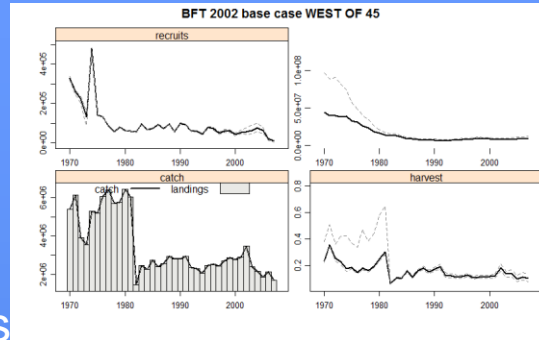 BFT 2002 base case WEST OF 45
recruits
4e+05
2e+05
0e+00
1970 1980 1990 2000
1.0e+08
5.0e+07
0.0e+00
1970 1980 1990 2000
catch
catch landings
6e+06
4e+06
2e+06
1970 1980 1990 2000
harvest
0.8
0.6
0.4
0.2
1970 1980 1990 2000
s